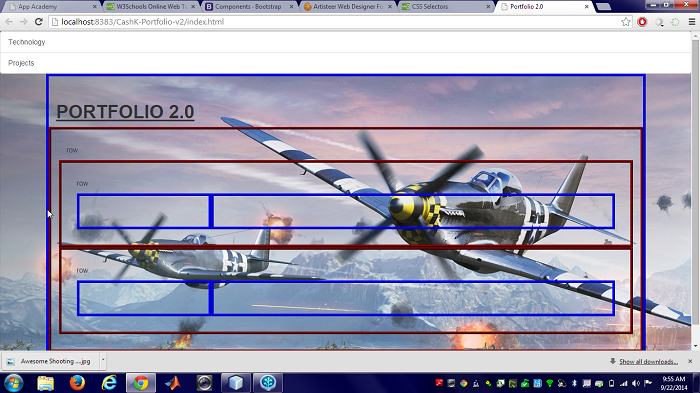 App Academy
W3Schools Online Web T
Components · Bootstrap
Artisteer Web Designer Fo
CSS Selectors
Portfolio 2.0
localhost:8383/CashK-Portfolio-v2/index.html
Technology
Projects
PORTFOLIO 2.0
row
row
row
Awesome Shooting ....jpg
Show all downloads...
9:55 AM
9/22/2014